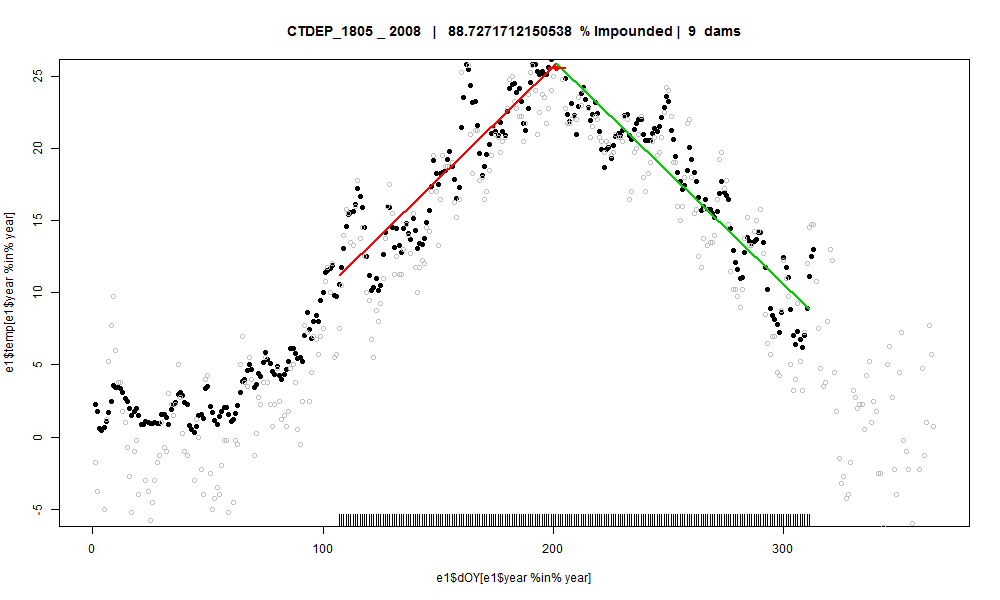 CTDEP_1805 _ 2008 | 88.7271712150538 % Impounded | 9 dams
e1$temp[e1$year %in% year]
25
20
15
10
5
0
-5
0 100 200 300
e1$dOY[e1$year %in% year]